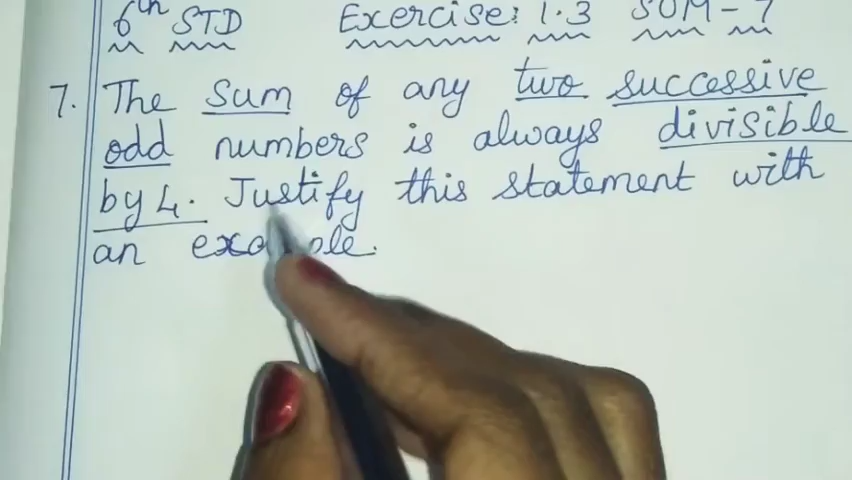 6th STD Exercise: 1.3 SUM - 7
7. The sum of any two successive
odd numbers is always divisible
by 4. Justify this statement with
an